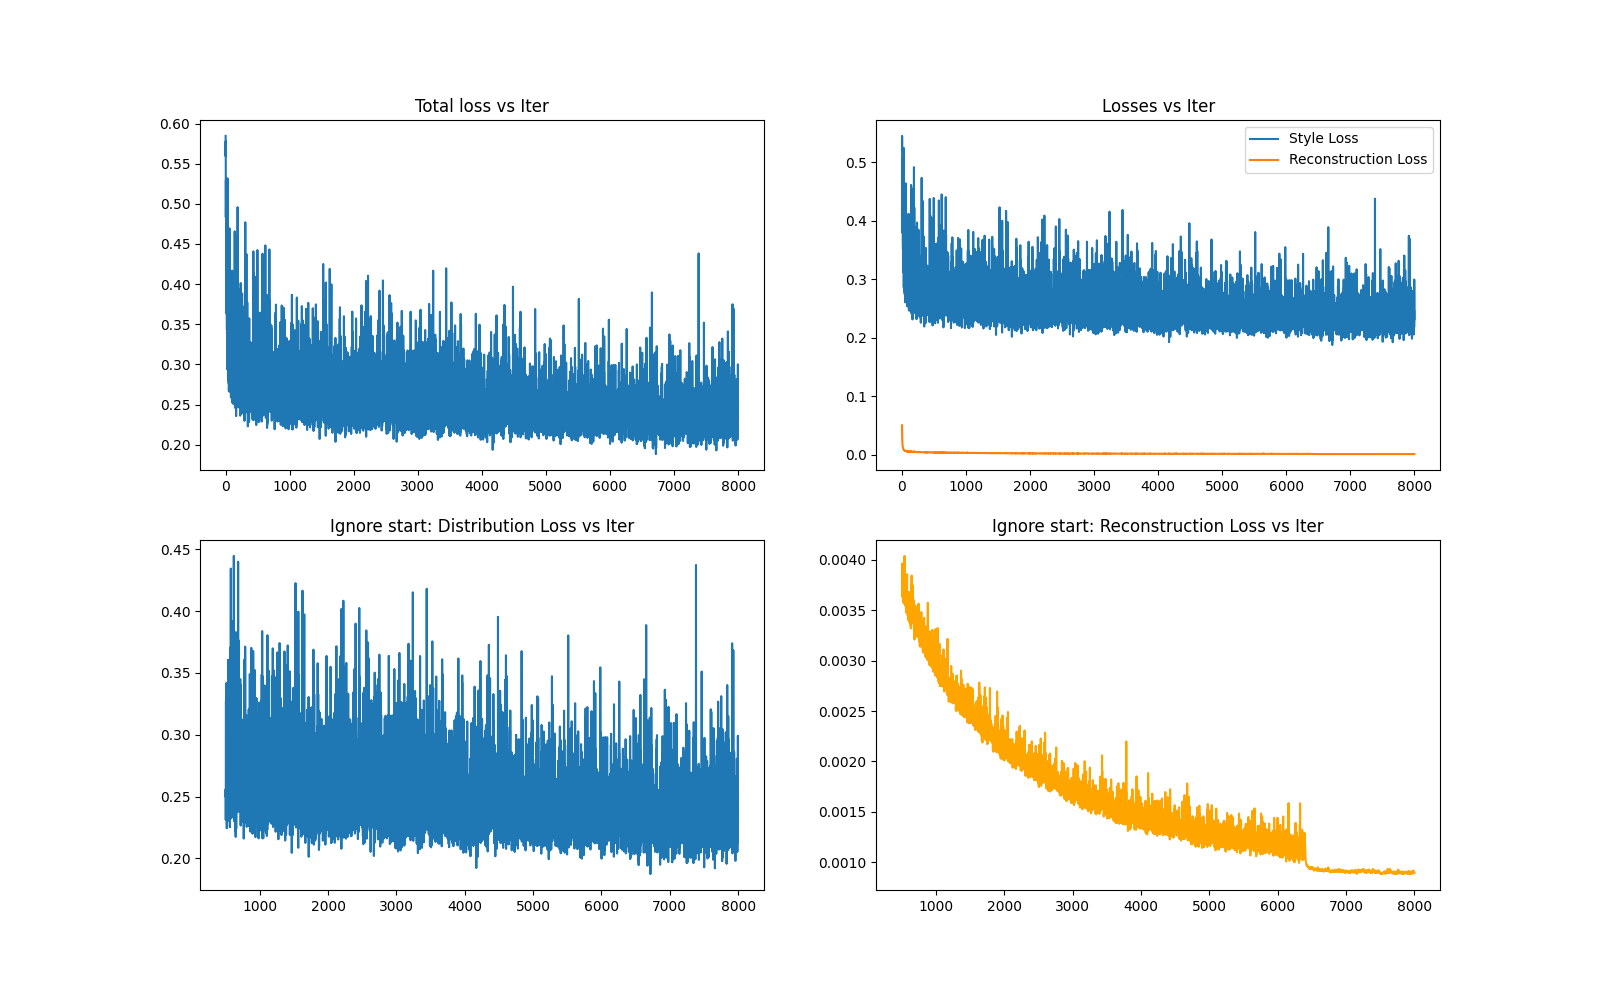 Total loss vs Iter
0.60
0.55
0.50
0.45
0.40
0.35
0.30
0.25
0.20
0 1000 2000 3000 4000 5000 6000 7000 8000
Losses vs Iter
Style Loss
Reconstruction Loss
0.5
0.4
0.3
0.2
0.1
0.0
0 1000 2000 3000 4000 5000 6000 7000 8000
Ignore start: Distribution Loss vs Iter
0.45
0.40
0.35
0.30
0.25
0.20
1000 2000 3000 4000 5000 6000 7000 8000
Ignore start: Reconstruction Loss vs Iter
0.0040
0.0035
0.0030
0.0025
0.0020
0.0015
0.0010
1000 2000 3000 4000 5000 6000 7000 8000